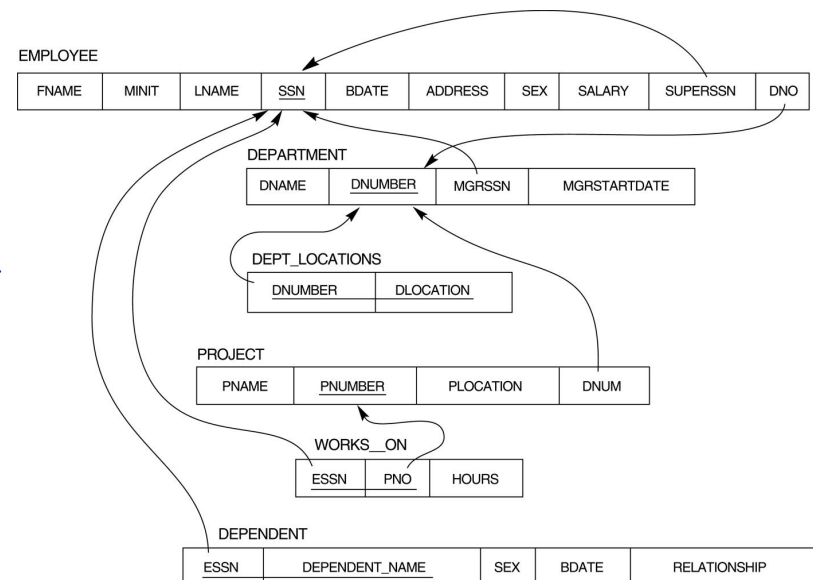 EMPLOYEE
FNAME MINIT LNAME SSN BDATE ADDRESS SEX SALARY SUPERSSN DNO
DEPARTMENT
DNAME DNUMBER MGRSSN MGRSTARTDATE
DEPT_LOCATIONS
DNUMBER DLOCATION
PROJECT
PNAME PNUMBER PLOCATION DNUM
WORKS__ON
ESSN PNO HOURS
DEPENDENT
ESSN DEPENDENT_NAME SEX BDATE RELATIONSHIP